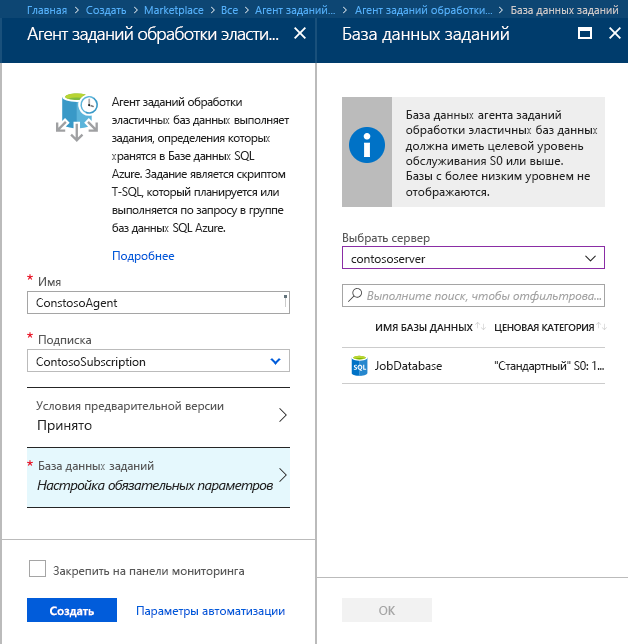 Главная > Создать > Marketplace > Все > Агент заданий... > Агент заданий обработки... > База данных заданий
Агент заданий обработки эласти...
Агент заданий обработки
эластичных баз данных выполняет
задания, определения которых
хранятся в Базе данных SQL
Azure. Задание является скриптом
T-SQL, который планируется или
выполняется по запросу в группе
баз данных SQL Azure.
Подробнее
* Имя
ConstosoAgent
* Подписка
ContosoSubscription
Условия предварительной версии
Принято
* База данных заданий
Настройка обязательных параметров
Закрепить на панели мониторинга
Создать
Параметры автоматизации
База данных заданий
База данных агента заданий
обработки эластичных баз данных
должна иметь целевой уровень
обслуживания S0 или выше.
Базы с более низким уровнем не
отображаются.
Выбрать сервер
contososerver
Выполните поиск, чтобы отфильтрова...
ИМЯ БАЗЫ ДАННЫХ
ЦЕНОВАЯ КАТЕГОРИЯ
SQL
JobDatabase
"Стандартный" S0: 1...
OK